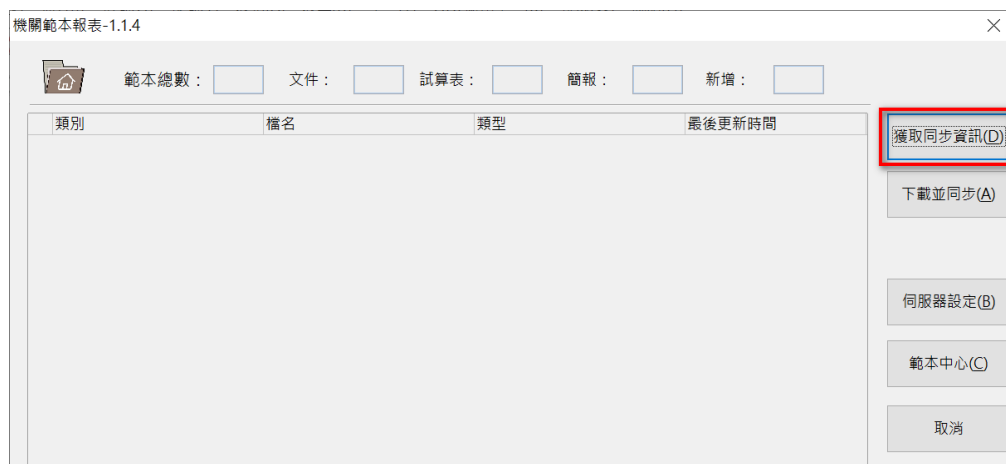 機關範本報表-1.1.4
範本總數： 文件： 試算表： 簡報： 新增：
類別 檔名 類型 最後更新時間
獲取同步資訊(D)
下載並同步(A)
伺服器設定(B)
範本中心(C)
取消